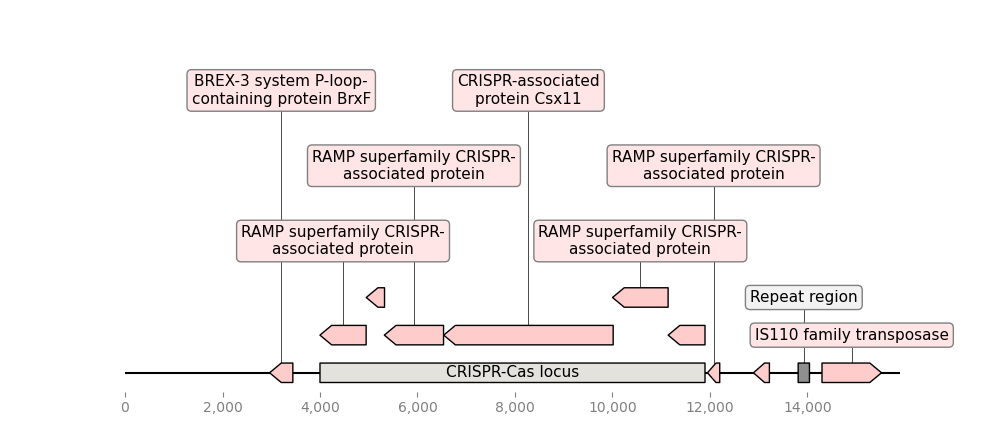 BREX-3 system P-loop-
containing protein BrxF
CRISPR-associated
protein Csx11
RAMP superfamily CRISPR-
associated protein
RAMP superfamily CRISPR-
associated protein
RAMP superfamily CRISPR-
associated protein
RAMP superfamily CRISPR-
associated protein
Repeat region
IS110 family transposase
CRISPR-Cas locus
0
2,000
4,000
6,000
8,000
10,000
12,000
14,000